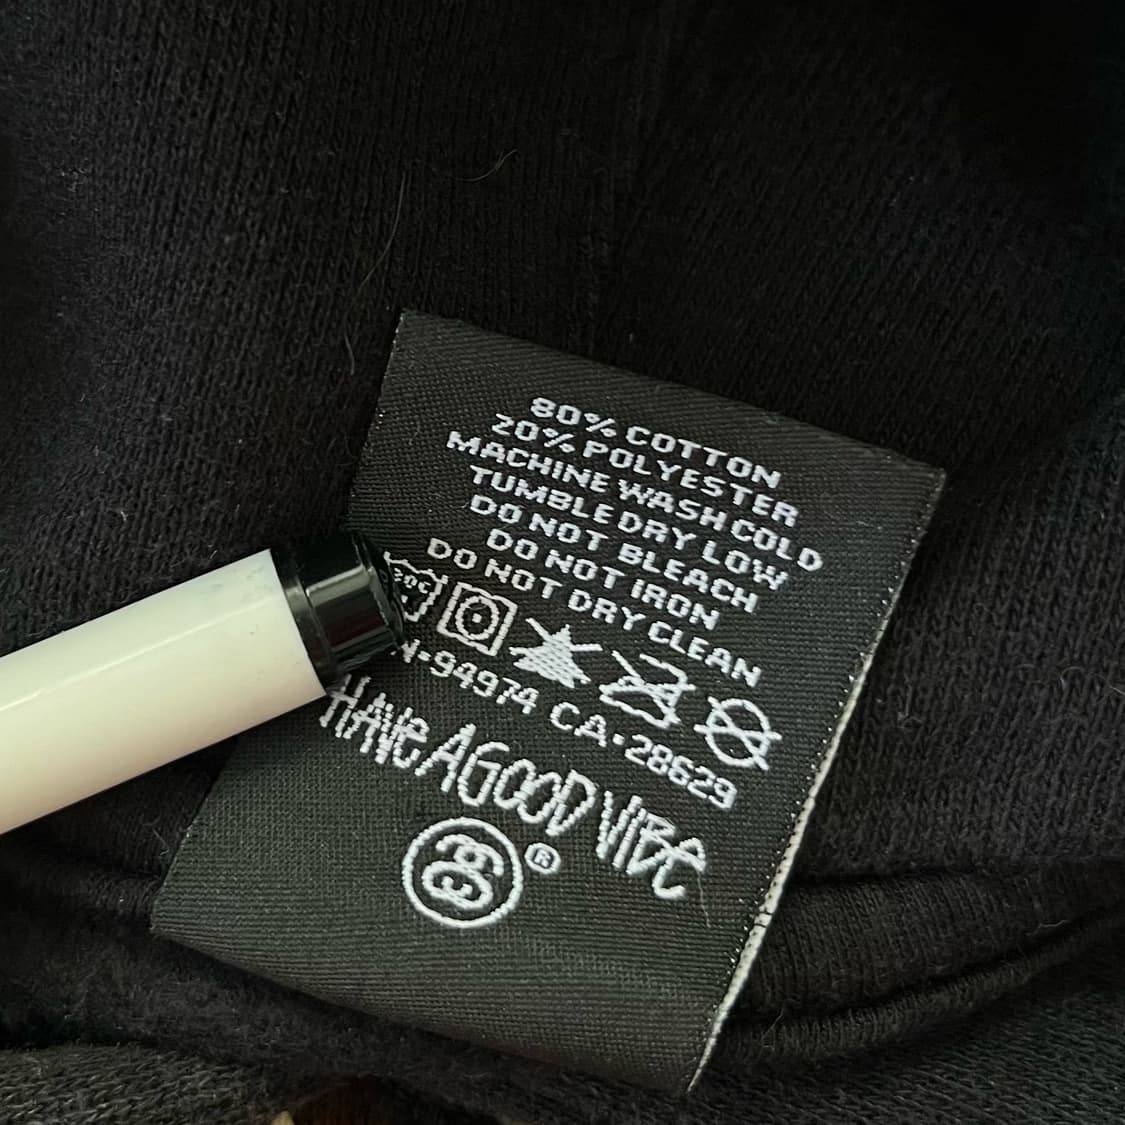 80% COTTON
20% POLYESTER
MACHINE WASH COLD
TUMBLE DRY LOW
DO NOT BLEACH
DO NOT IRON
DO NOT DRY CLEAN
30C
-94974 CA-28629
HAVE A GOOD VIBE
®